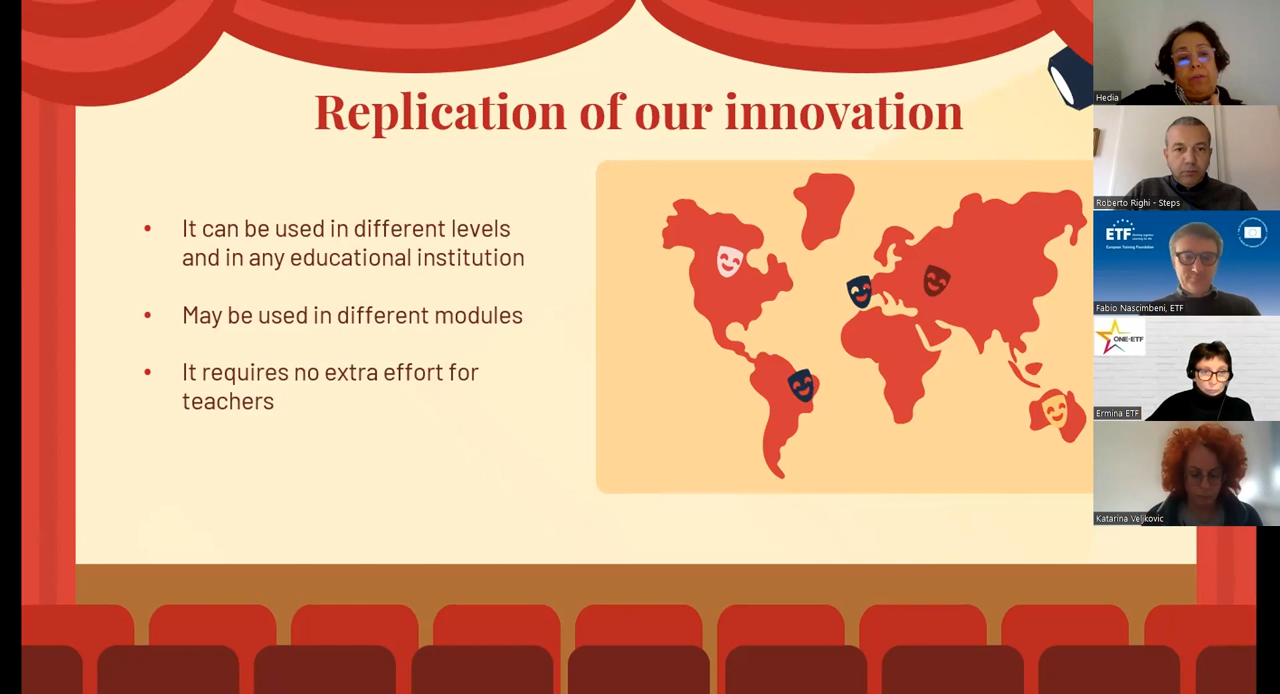 Replication of our innovation
• It can be used in different levels
and in any educational institution
• May be used in different modules
• It requires no extra effort for
teachers
Hedia
Roberto Righi - Steps
ETF
European Training Foundation
Fabio Nascimbeni, ETF
ONE-ETF
Ermina ETF
Katarina Veljkovic